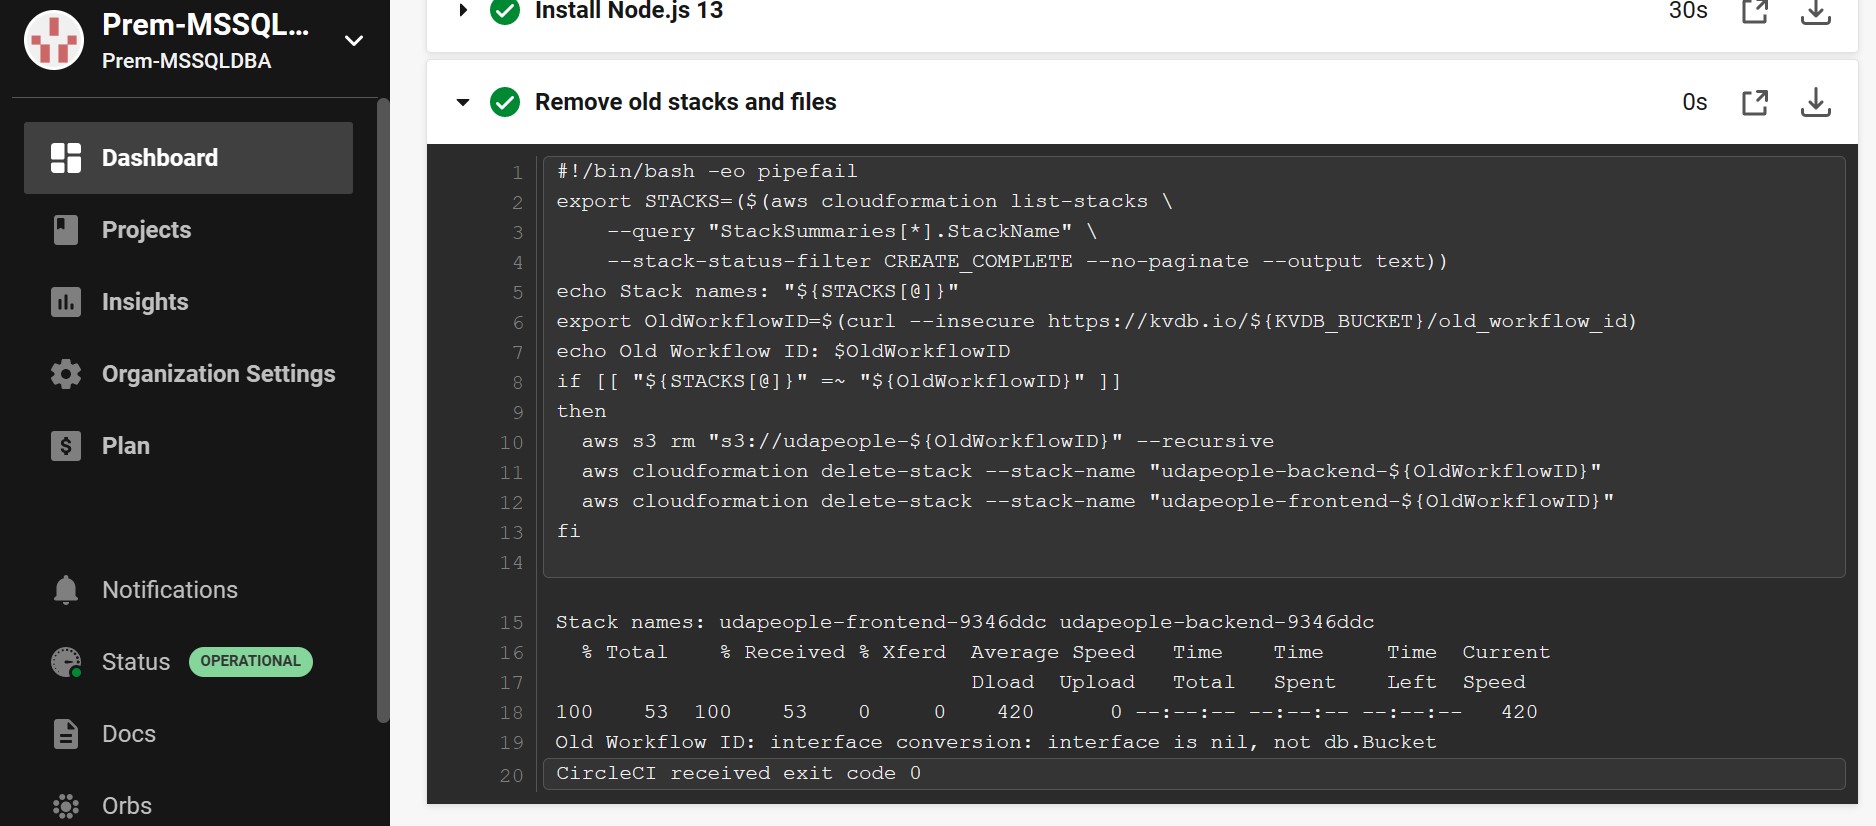 Prem-MSSQL...
Prem-MSSQLDBA
Dashboard
Projects
Insights
Organization Settings
Plan
Notifications
Status OPERATIONAL
Docs
Orbs
Install Node.js 13 30s
Remove old stacks and files 0s
1 #!/bin/bash -eo pipefail
2 export STACKS=($(aws cloudformation list-stacks \
3     --query "StackSummaries[*].StackName" \
4     --stack-status-filter CREATE_COMPLETE --no-paginate --output text))
5 echo Stack names: "${STACKS[@]}"
6 export OldWorkflowID=$(curl --insecure https://kvdb.io/${KVDB_BUCKET}/old_workflow_id)
7 echo Old Workflow ID: $OldWorkflowID
8 if [[ "${STACKS[@]}" =~ "${OldWorkflowID}" ]]
9 then
10   aws s3 rm "s3://udapeople-${OldWorkflowID}" --recursive
11   aws cloudformation delete-stack --stack-name "udapeople-backend-${OldWorkflowID}"
12   aws cloudformation delete-stack --stack-name "udapeople-frontend-${OldWorkflowID}"
13 fi
14
15 Stack names: udapeople-frontend-9346ddc udapeople-backend-9346ddc
16   % Total    % Received % Xferd  Average Speed   Time    Time     Time  Current
17                                  Dload  Upload   Total   Spent    Left  Speed
18 100    53  100    53    0     0    420      0 --:--:-- --:--:-- --:--:--   420
19 Old Workflow ID: interface conversion: interface is nil, not db.Bucket
20 CircleCI received exit code 0